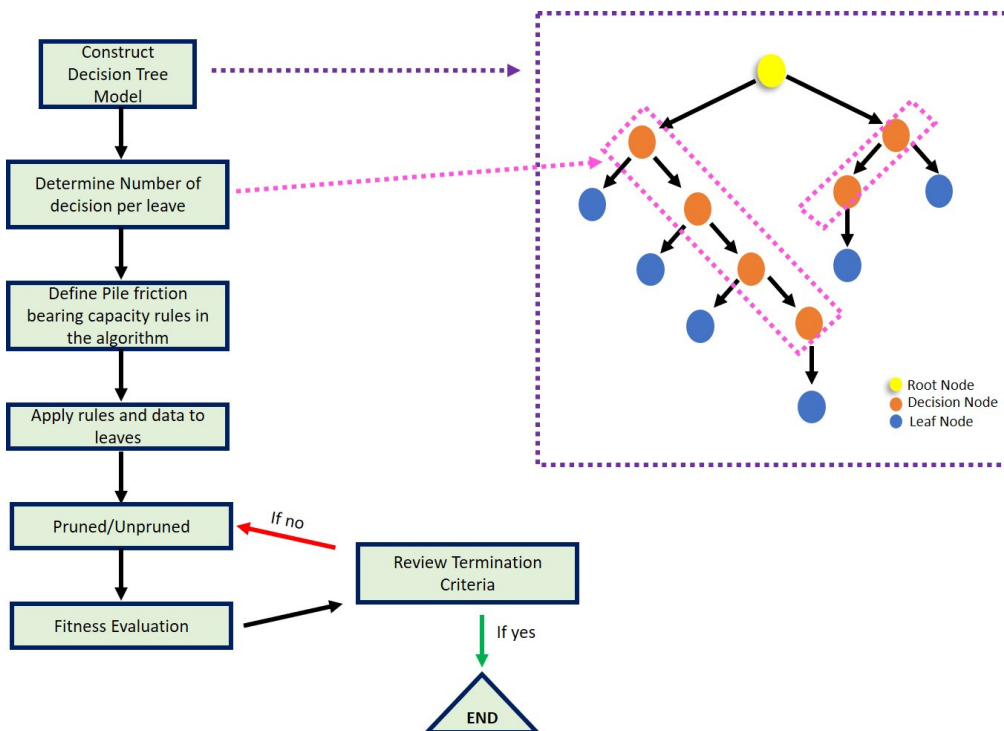 Construct
Decision Tree
Model
Determine Number of
decision per leave
Define Pile friction
bearing capacity rules in
the algorithm
Apply rules and data to
leaves
Pruned/Unpruned
If no
Review Termination
Criteria
Fitness Evaluation
If yes
END
Root Node
Decision Node
Leaf Node